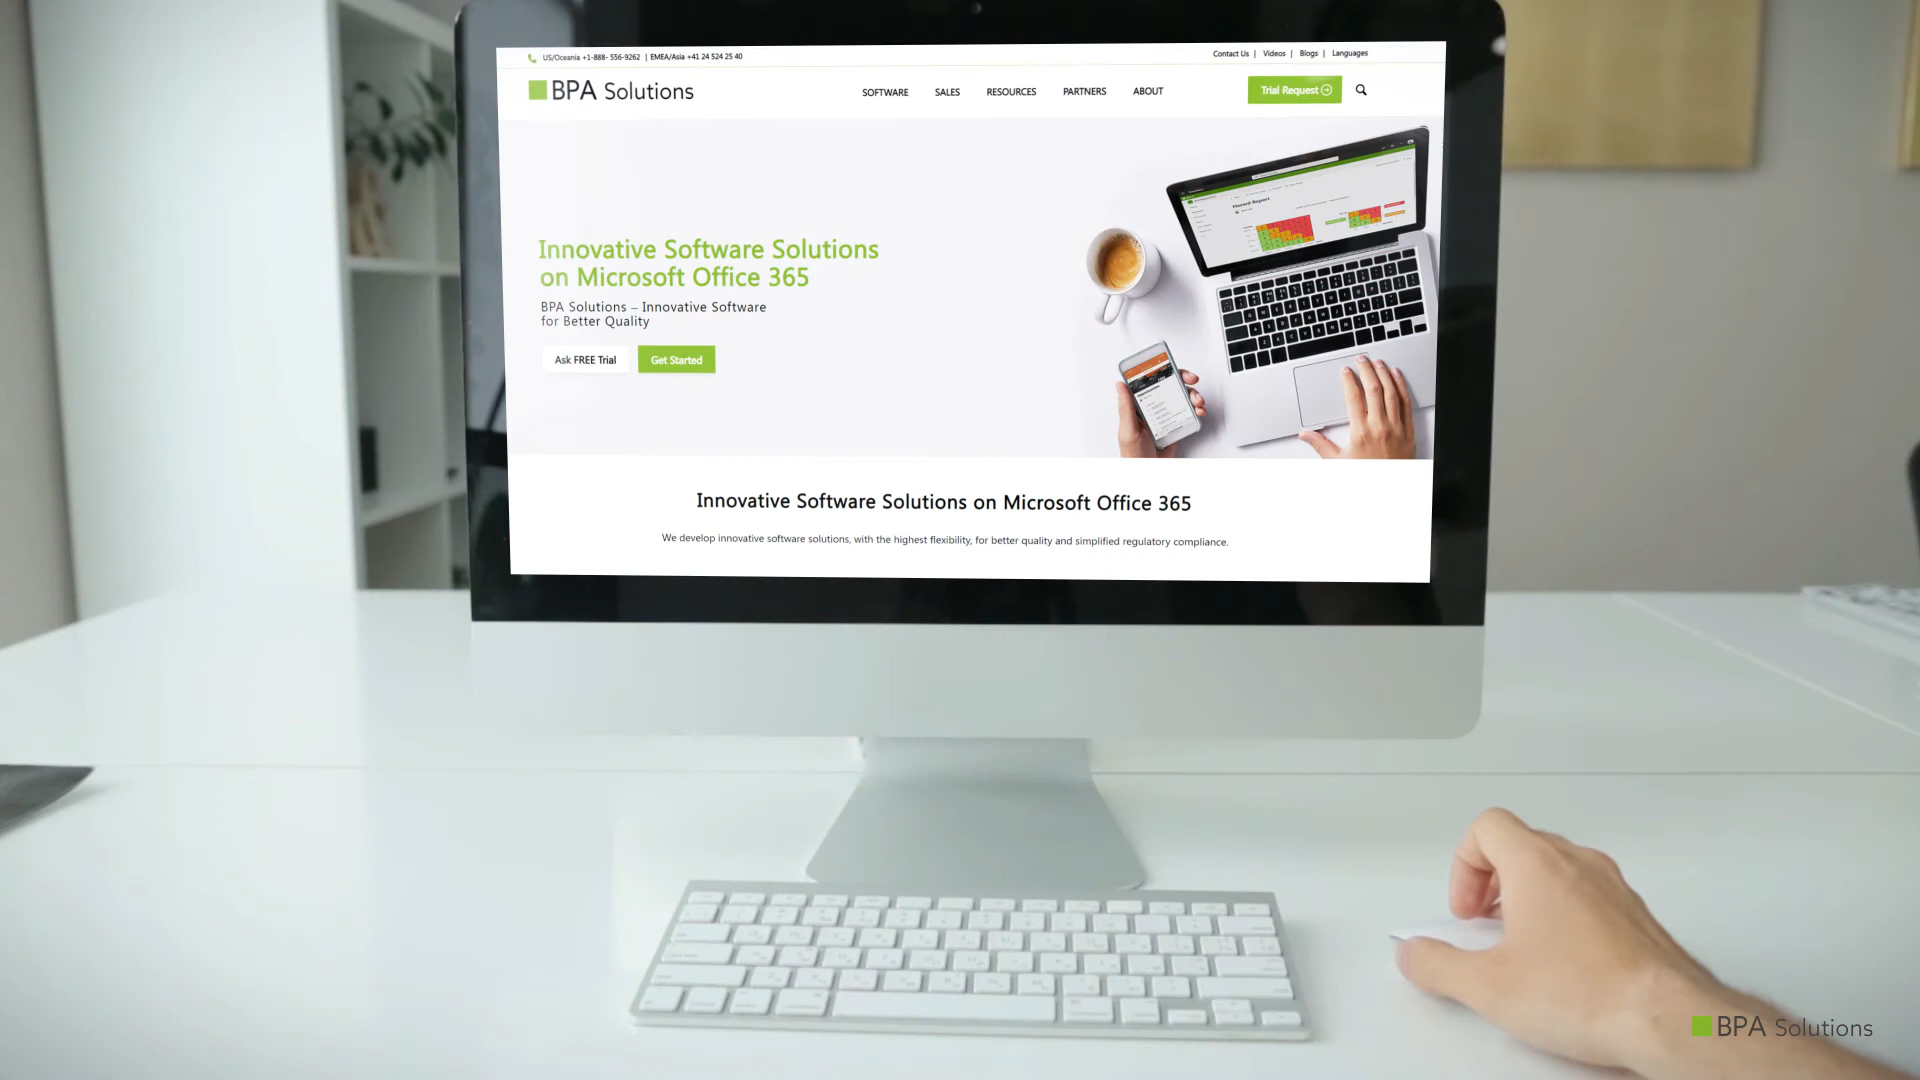 US/Oceania +1-888- 556-9262 | EMEA/Asia +41 24 524 25 40
Contact Us | Videos | Blogs | Languages
BPA Solutions
SOFTWARE SALES RESOURCES PARTNERS ABOUT
Trial Request
Innovative Software Solutions
on Microsoft Office 365
BPA Solutions – Innovative Software
for Better Quality
Ask FREE Trial
Get Started
Hazard Report
Innovative Software Solutions on Microsoft Office 365
We develop innovative software solutions, with the highest flexibility, for better quality and simplified regulatory compliance.
BPA Solutions